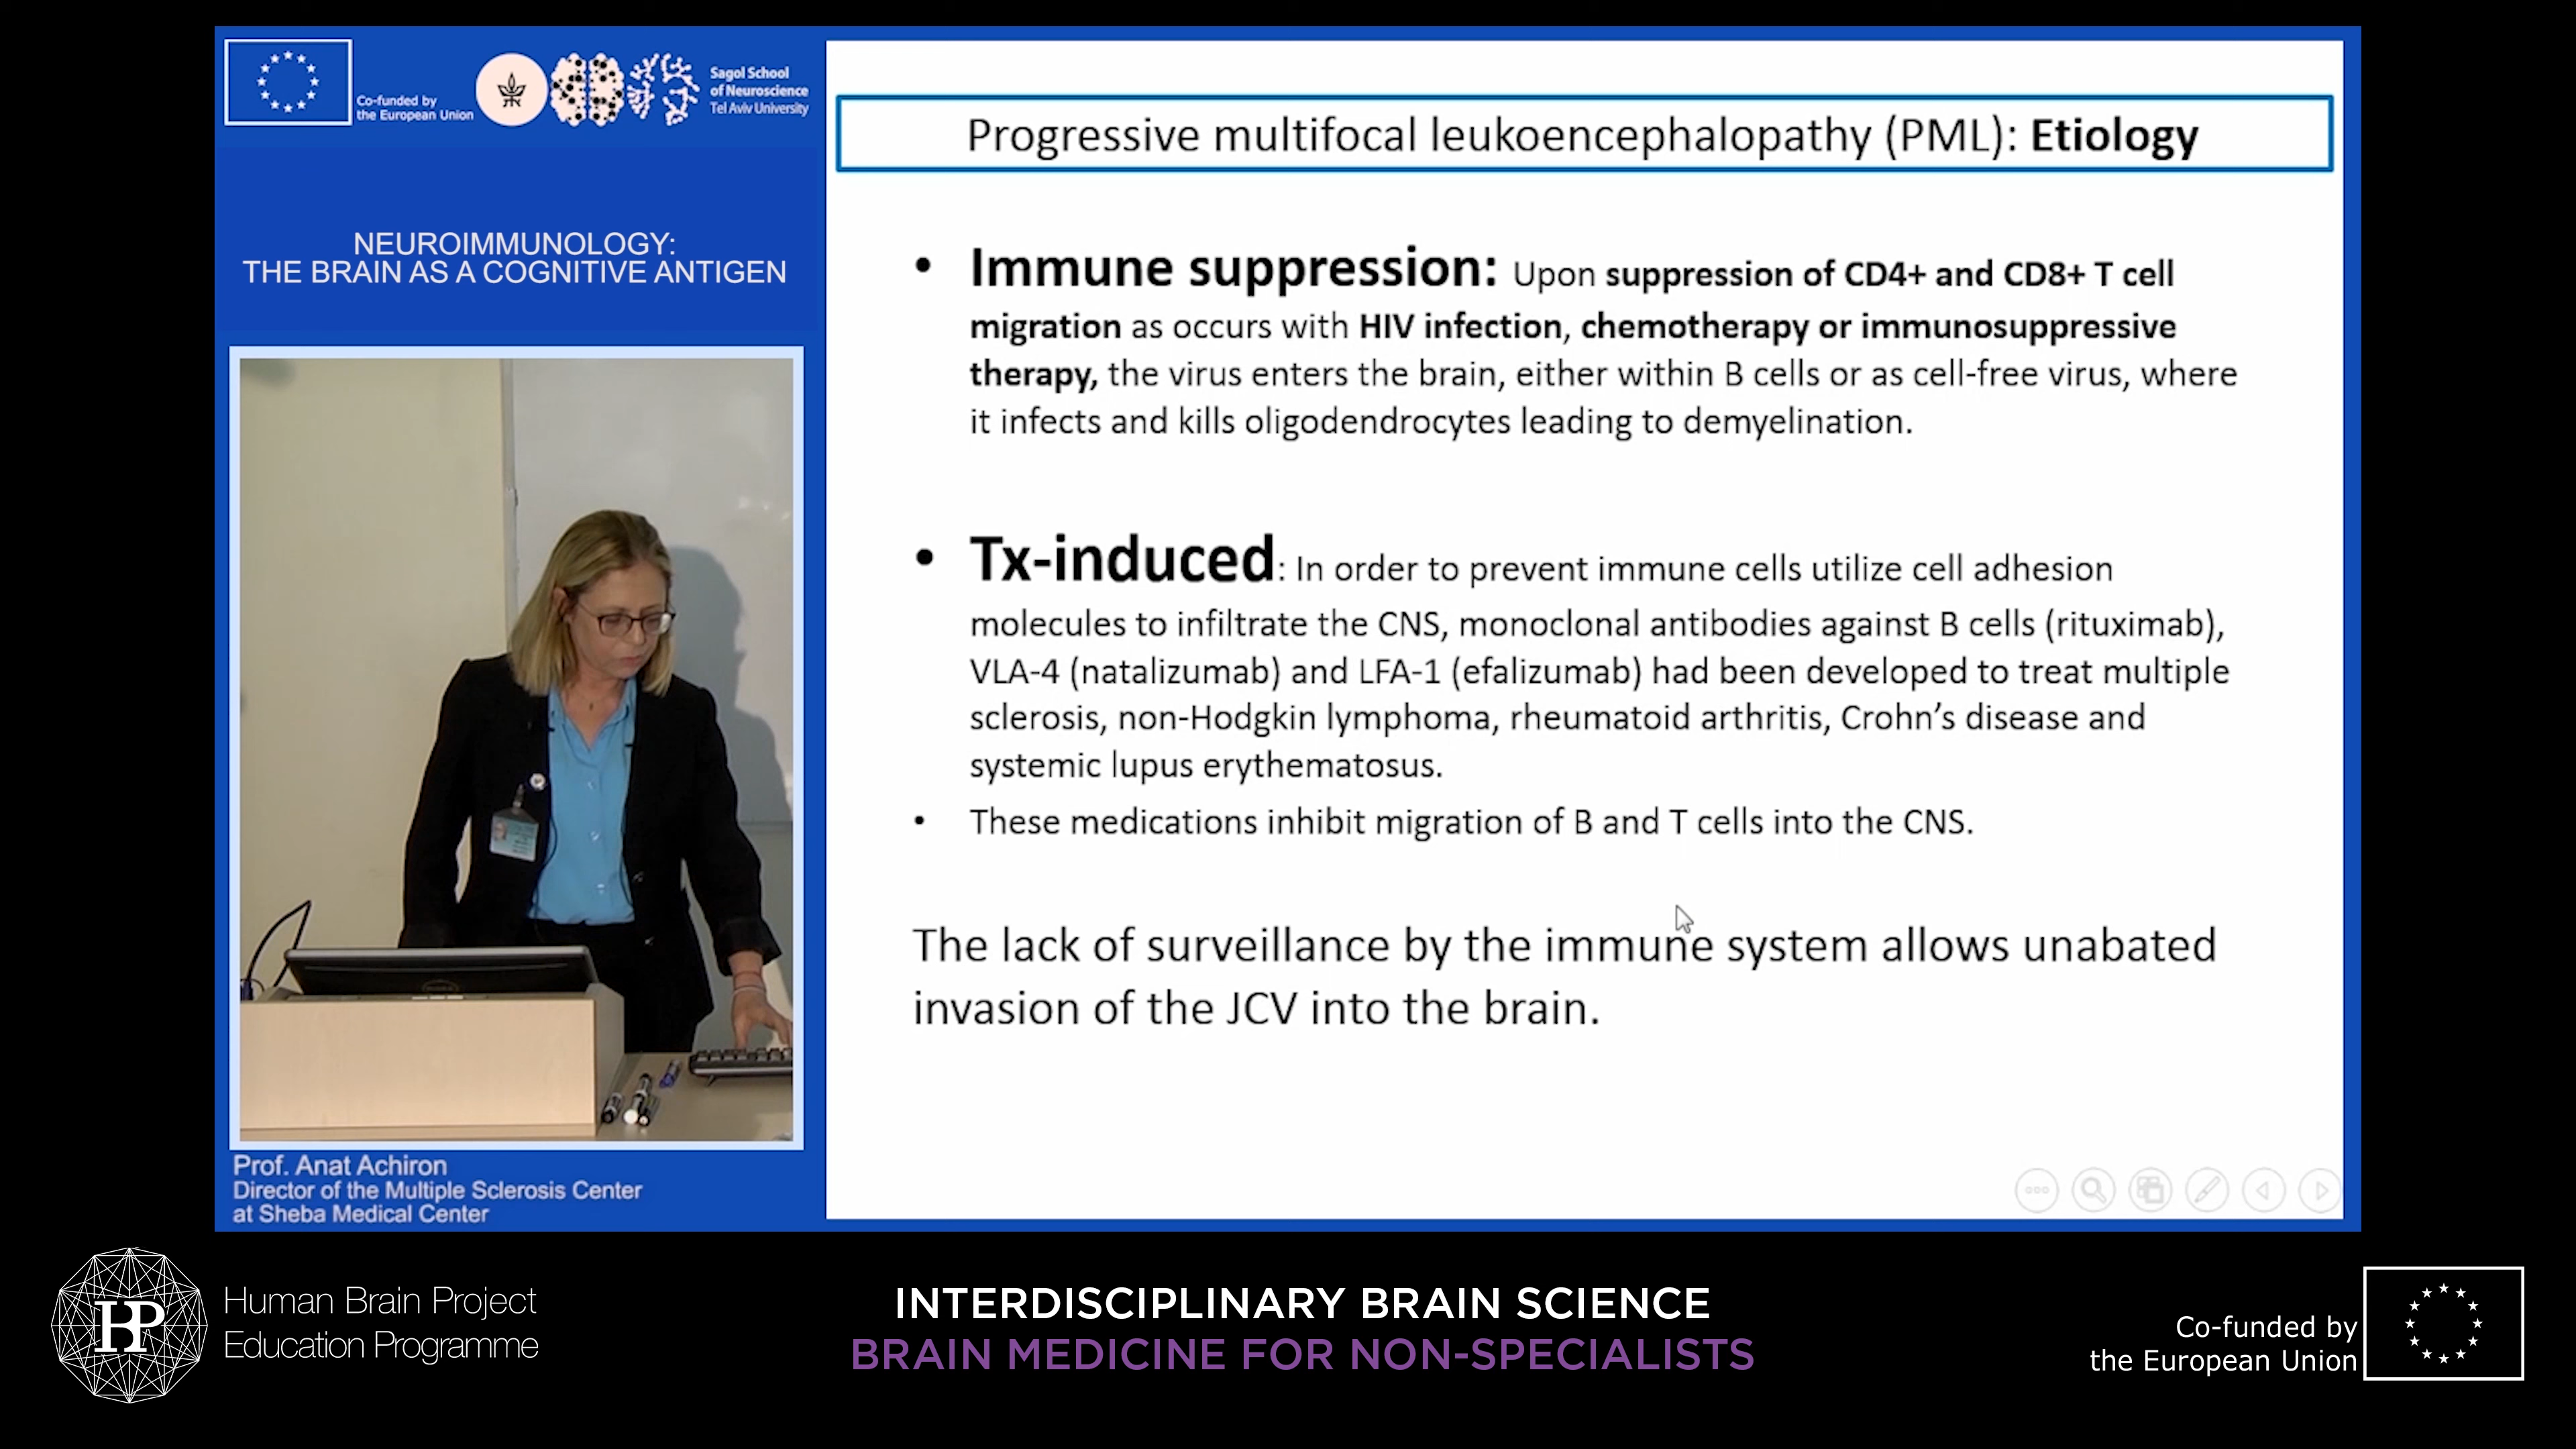 Co-funded by
the European Union
Sagol School
of Neuroscience
Tel Aviv University
NEUROIMMUNOLOGY:
THE BRAIN AS A COGNITIVE ANTIGEN
Prof. Anat Achiron
Director of the Multiple Sclerosis Center
at Sheba Medical Center
Progressive multifocal leukoencephalopathy (PML): Etiology
• Immune suppression: Upon suppression of CD4+ and CD8+ T cell
migration as occurs with HIV infection, chemotherapy or immunosuppressive
therapy, the virus enters the brain, either within B cells or as cell-free virus, where
it infects and kills oligodendrocytes leading to demyelination.
• Tx-induced: In order to prevent immune cells utilize cell adhesion
molecules to infiltrate the CNS, monoclonal antibodies against B cells (rituximab),
VLA-4 (natalizumab) and LFA-1 (efalizumab) had been developed to treat multiple
sclerosis, non-Hodgkin lymphoma, rheumatoid arthritis, Crohn's disease and
systemic lupus erythematosus.
• These medications inhibit migration of B and T cells into the CNS.
The lack of surveillance by the immune system allows unabated
invasion of the JCV into the brain.
HBP
Human Brain Project
Education Programme
INTERDISCIPLINARY BRAIN SCIENCE
BRAIN MEDICINE FOR NON-SPECIALISTS
Co-funded by
the European Union